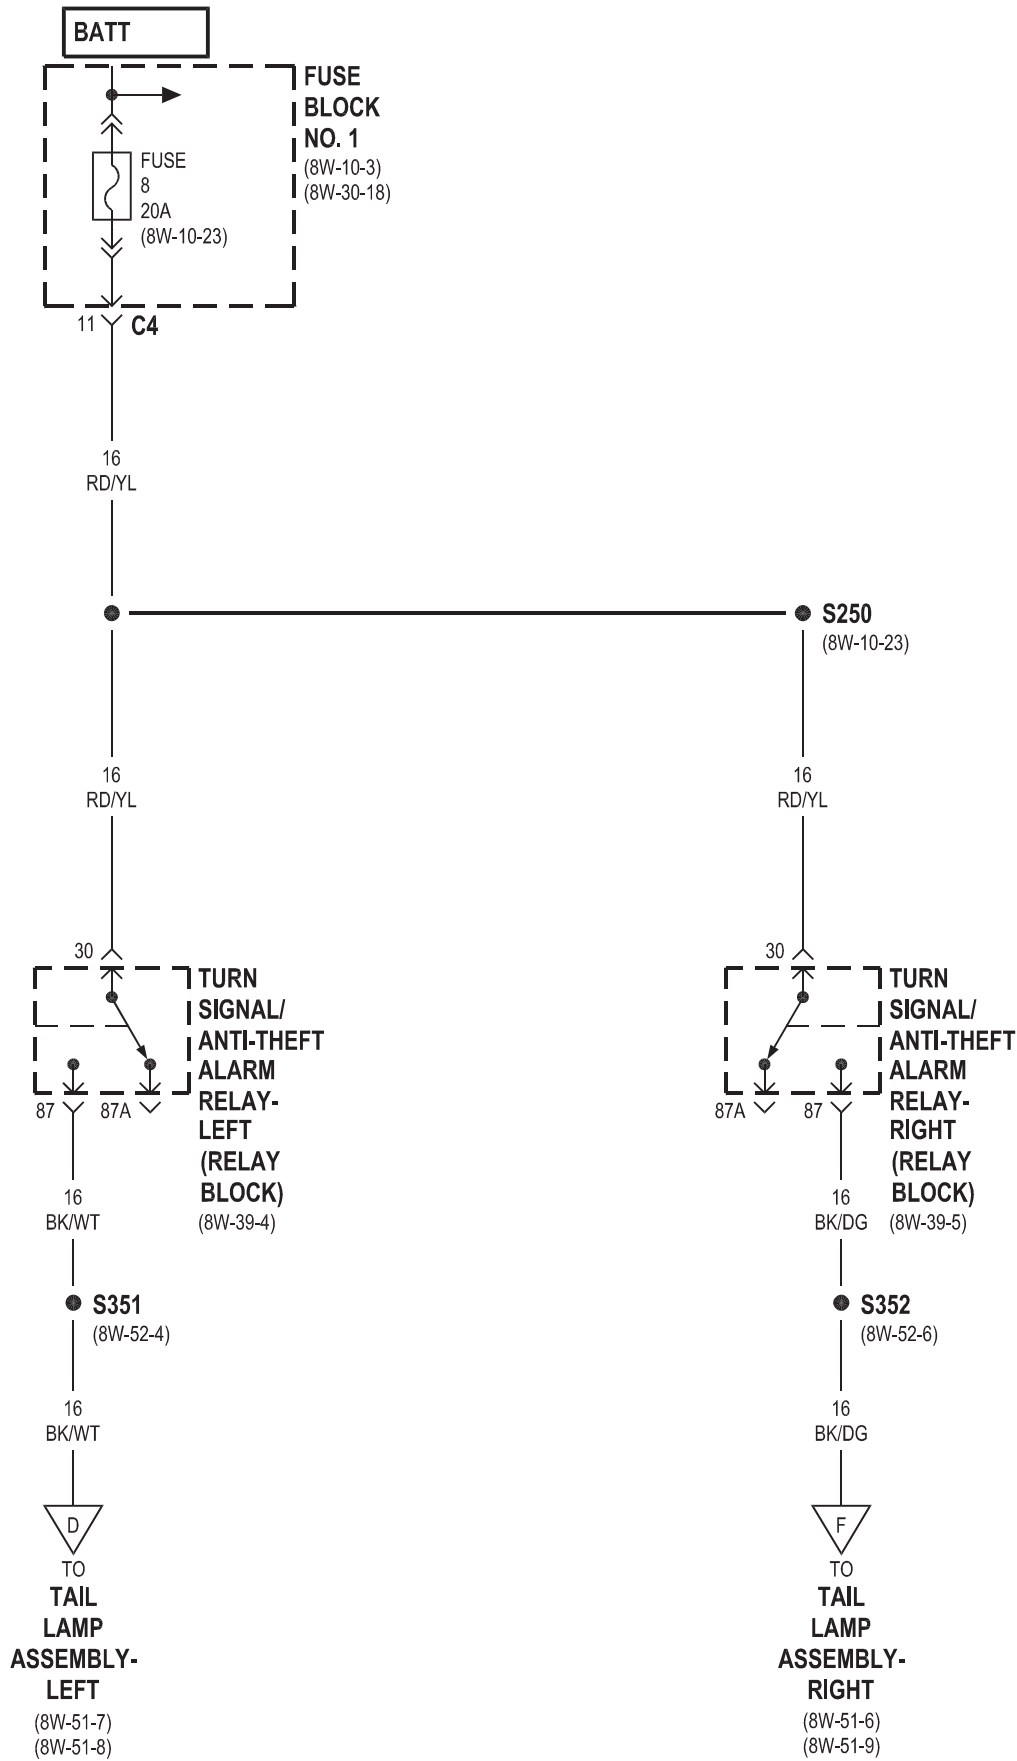 BATT
FUSE
BLOCK
NO. 1
(8W-10-3)
(8W-30-18)
FUSE
8
20A
(8W-10-23)
11
C4
16
RD/YL
S250
(8W-10-23)
16
RD/YL
16
RD/YL
30
TURN
SIGNAL/
ANTI-THEFT
ALARM
RELAY-
LEFT
(RELAY
BLOCK)
(8W-39-4)
87
87A
30
TURN
SIGNAL/
ANTI-THEFT
ALARM
RELAY-
RIGHT
(RELAY
BLOCK)
(8W-39-5)
87A
87
16
BK/WT
16
BK/DG
S351
(8W-52-4)
S352
(8W-52-6)
16
BK/WT
16
BK/DG
D
TO
TAIL
LAMP
ASSEMBLY-
LEFT
(8W-51-7)
(8W-51-8)
F
TO
TAIL
LAMP
ASSEMBLY-
RIGHT
(8W-51-6)
(8W-51-9)